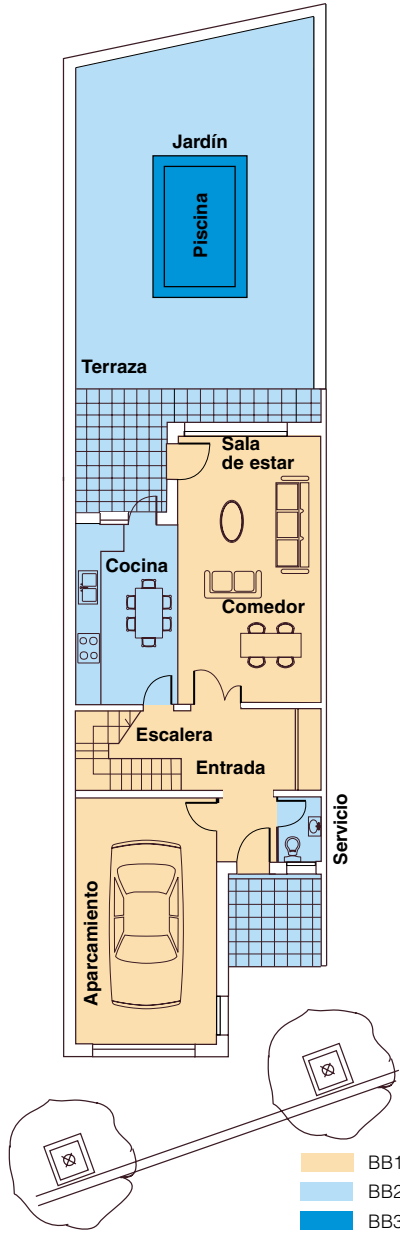 Jardín
Piscina
Terraza
Sala
de estar
Cocina
Comedor
Escalera
Entrada
Servicio
Aparcamiento
BB1
BB2
BB3